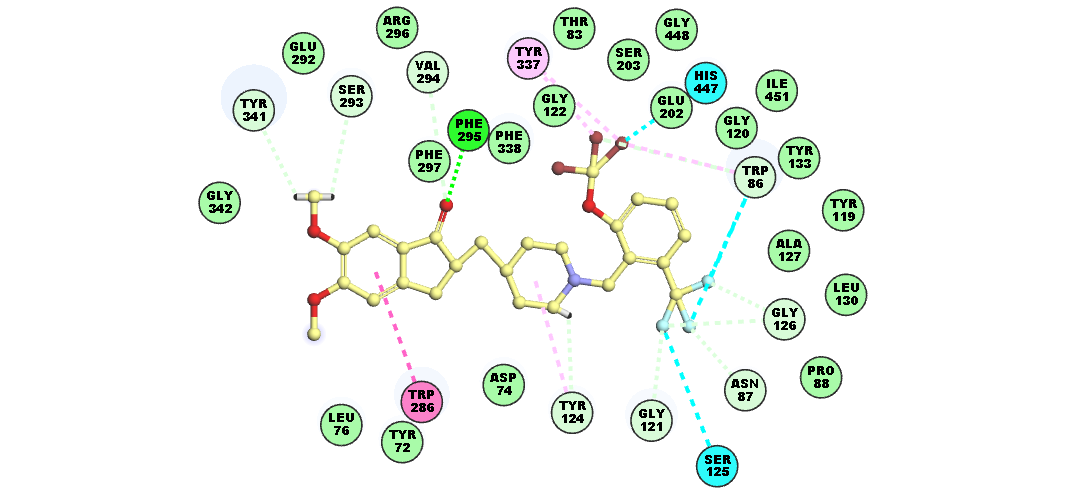 ARG
296
THR
83
GLY
448
GLU
292
VAL
294
TYR
337
SER
203
HIS
447
ILE
451
TYR
341
SER
293
GLY
122
GLU
202
PHE
295
PHE
338
GLY
120
PHE
297
TYR
133
TRP
86
GLY
342
TYR
119
ALA
127
LEU
130
GLY
126
ASP
74
PRO
88
ASN
87
TRP
286
TYR
124
GLY
121
LEU
76
TYR
72
SER
125